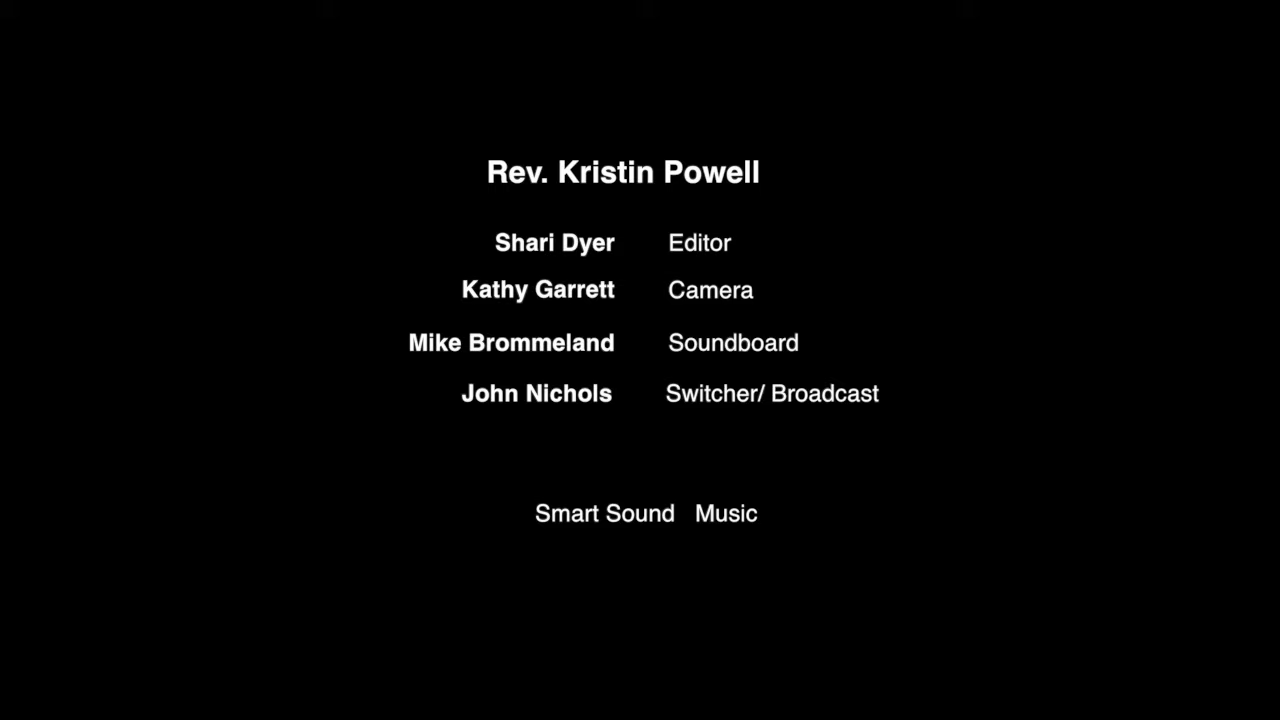 Rev. Kristin Powell
Shari Dyer Editor
Kathy Garrett Camera
Mike Brommeland Soundboard
John Nichols Switcher/ Broadcast
Smart Sound Music